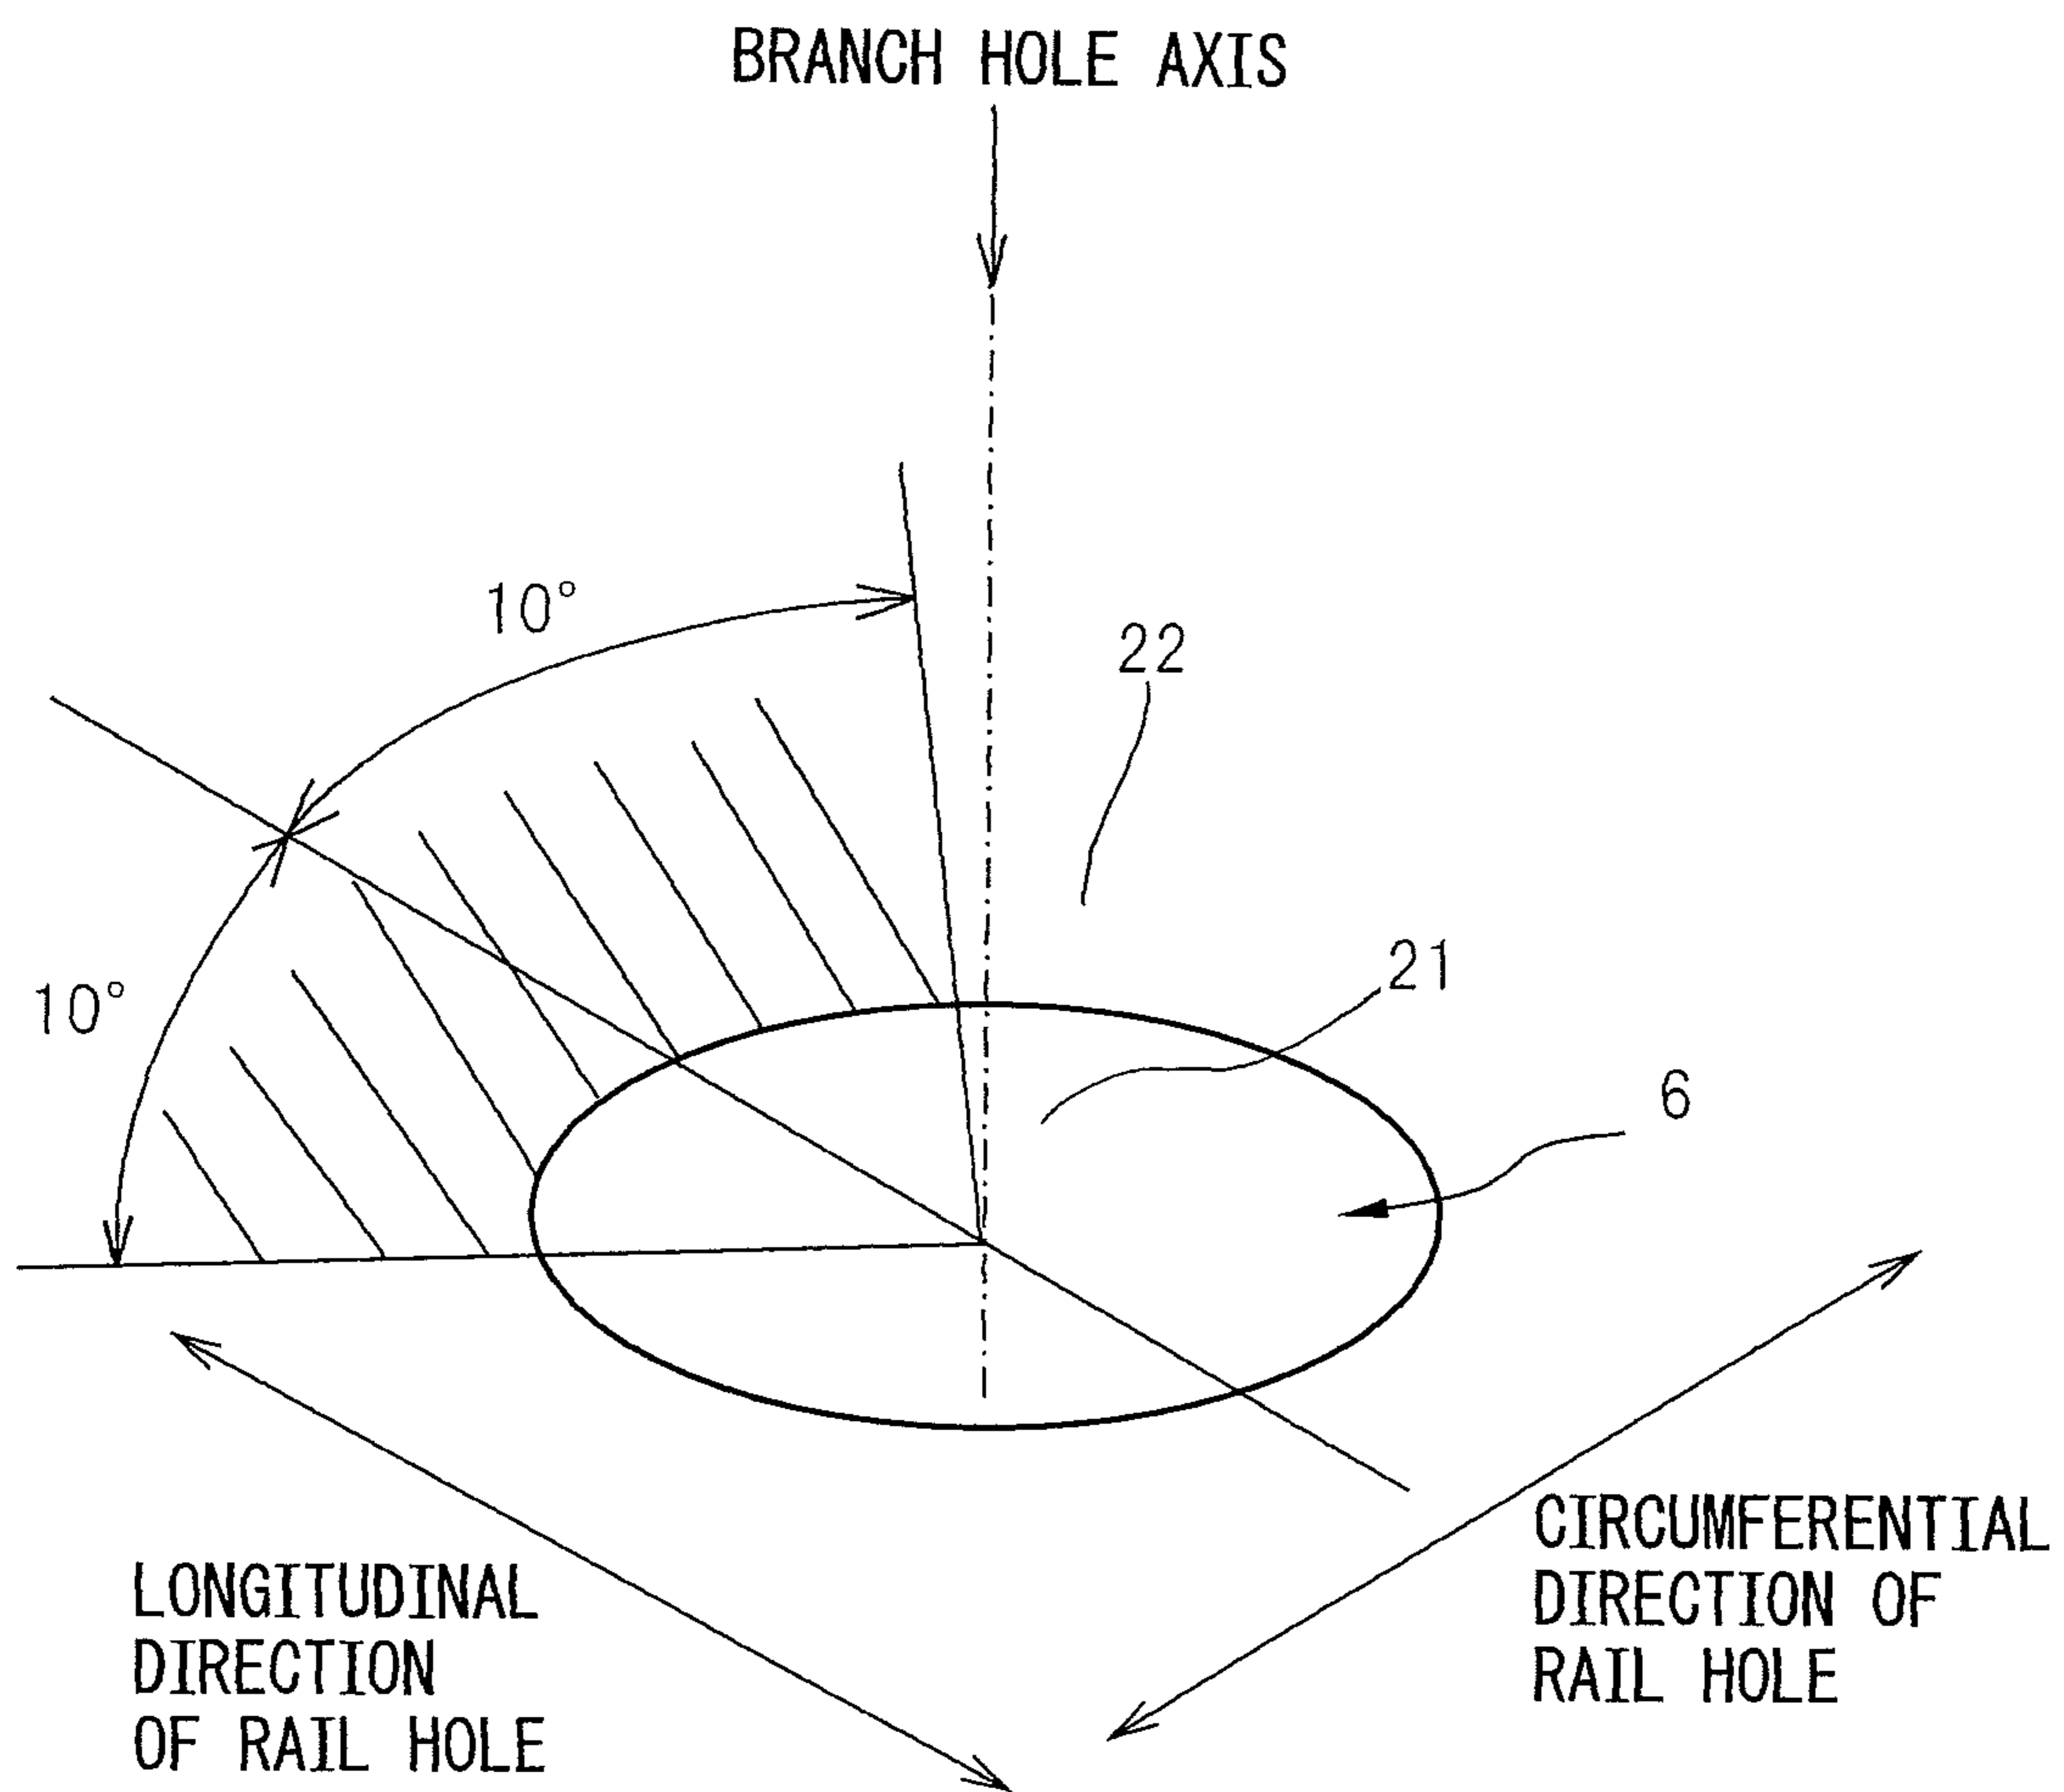 BRANCH HOLE AXIS
10°
22
10°
21
6
LONGITUDINAL
DIRECTION
OF RAIL HOLE
CIRCUMFERENTIAL
DIRECTION OF
RAIL HOLE